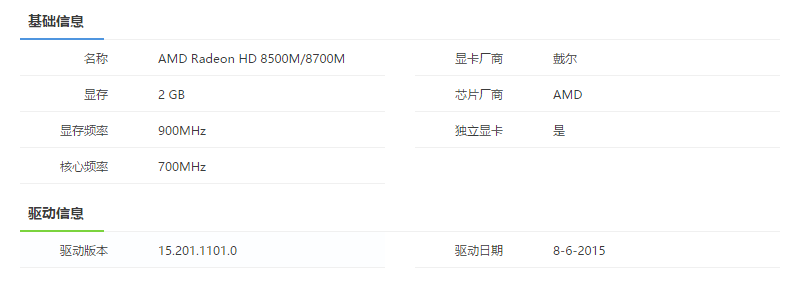 基础信息
名称 AMD Radeon HD 8500M/8700M 显卡厂商 戴尔
显存 2 GB 芯片厂商 AMD
显存频率 900MHz 独立显卡 是
核心频率 700MHz
驱动信息
驱动版本 15.201.1101.0 驱动日期 8-6-2015